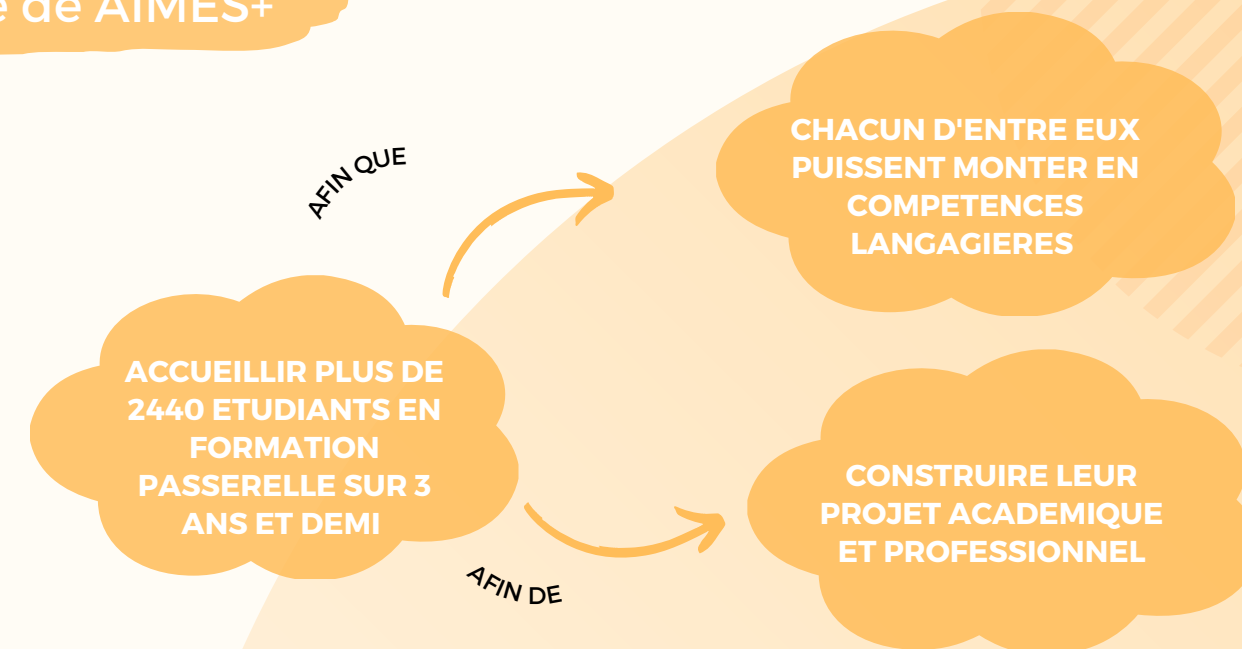 e de AIMES+
AFIN QUE
CHACUN D'ENTRE EUX
PUISSENT MONTER EN
COMPETENCES
LANGAGIERES
ACCUEILLIR PLUS DE
2440 ETUDIANTS EN
FORMATION
PASSERELLE SUR 3
ANS ET DEMI
AFIN DE
CONSTRUIRE LEUR
PROJET ACADEMIQUE
ET PROFESSIONNEL